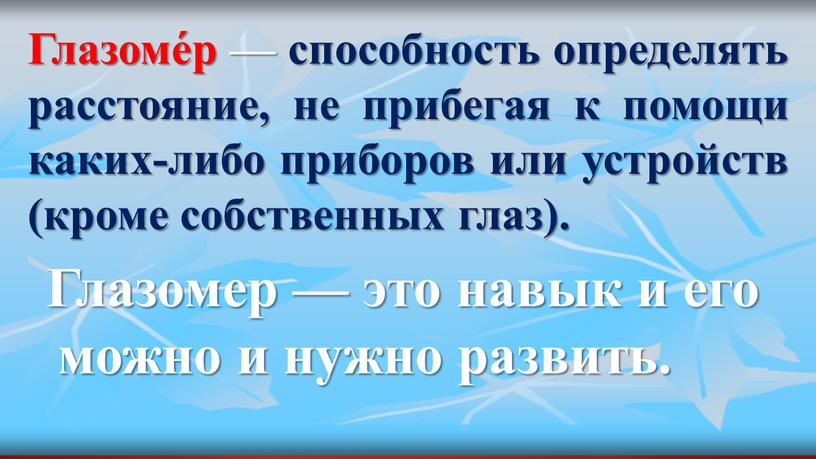 Глазоме́р — способность определять
расстояние, не прибегая к помощи
каких-либо приборов или устройств
(кроме собственных глаз).
Глазомер — это навык и его
можно и нужно развить.